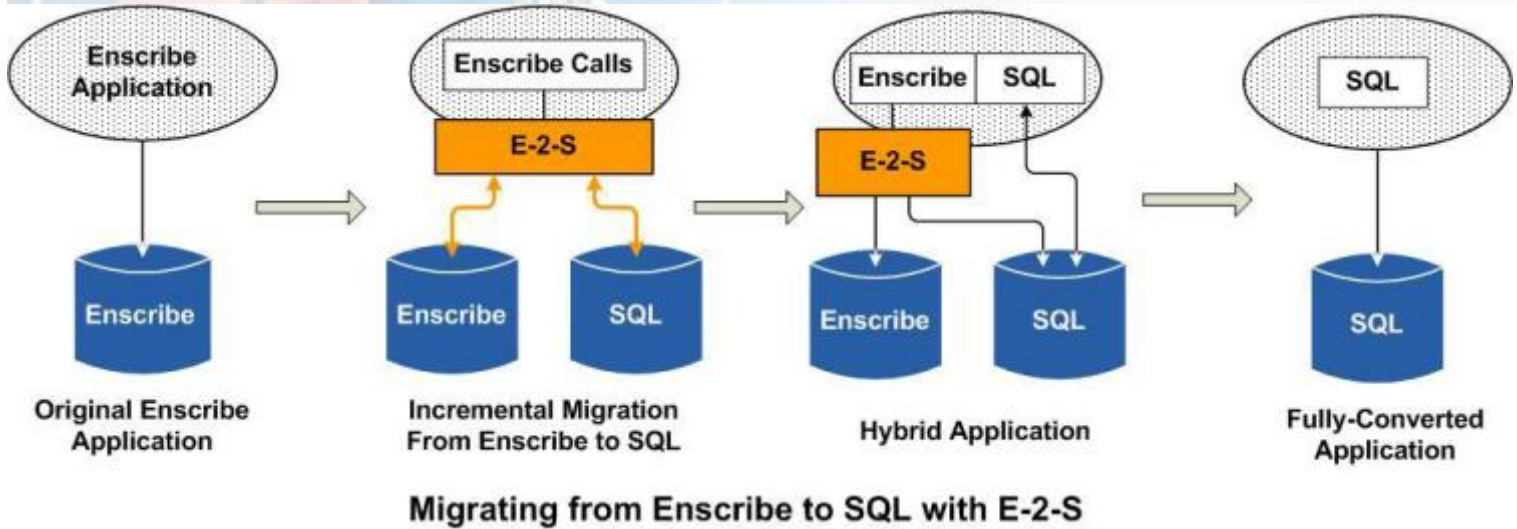 Enscribe
Application
Enscribe
Original Enscribe
Application
Enscribe Calls
E-2-S
Enscribe
SQL
Incremental Migration
From Enscribe to SQL
Enscribe
SQL
E-2-S
Enscribe
SQL
Hybrid Application
SQL
SQL
Fully-Converted
Application
Migrating from Enscribe to SQL with E-2-S